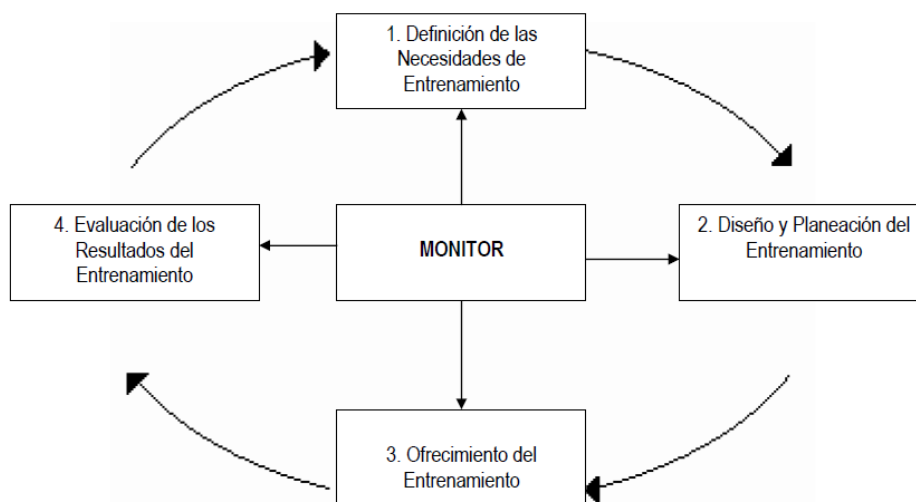 1. Definición de las
Necesidades de
Entrenamiento
4. Evaluación de los
Resultados del
Entrenamiento
MONITOR
2. Diseño y Planeación del
Entrenamiento
3. Ofrecimiento del
Entrenamiento